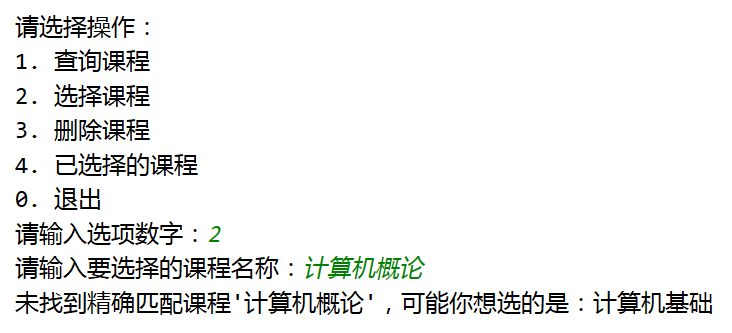 请选择操作：
1. 查询课程
2. 选择课程
3. 删除课程
4. 已选择的课程
0. 退出
请输入选项数字：2
请输入要选择的课程名称：计算机概论
未找到精确匹配课程'计算机概论'，可能你想选的是：计算机基础